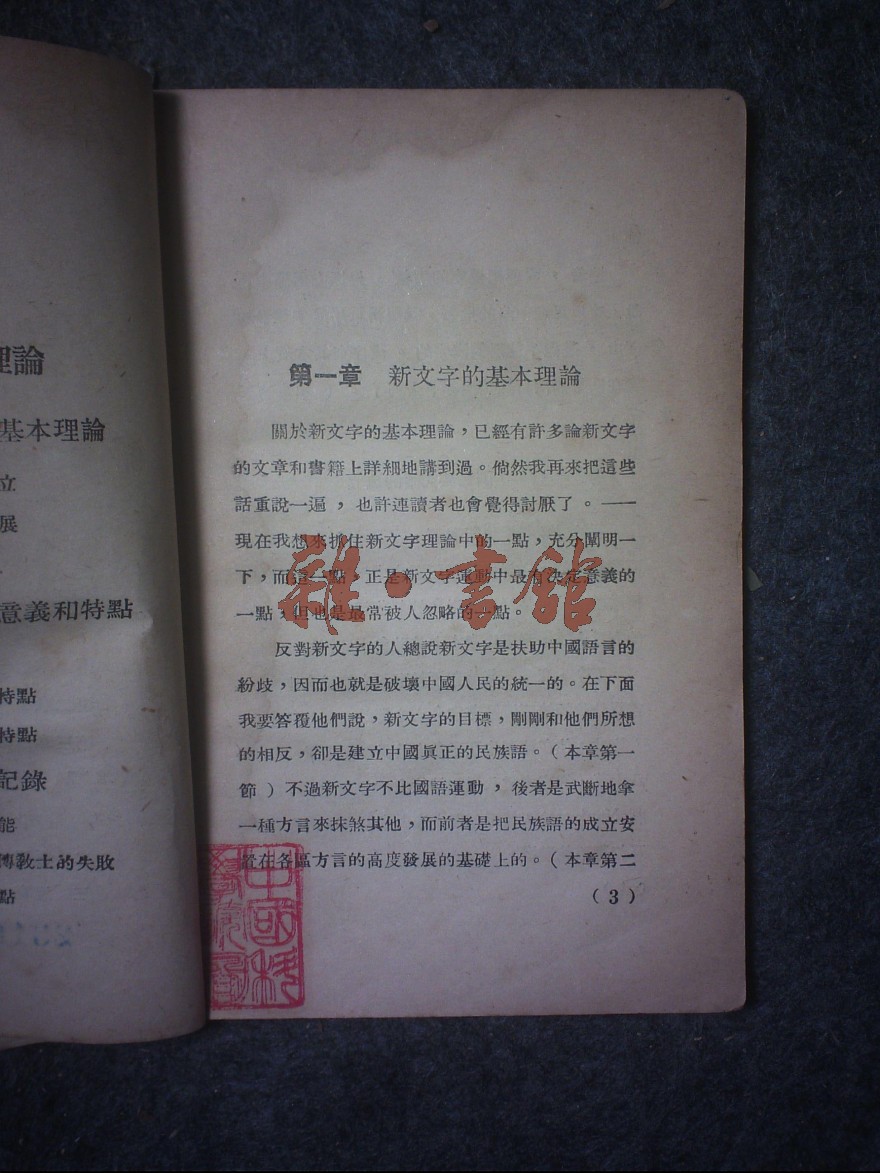 理論
基本理論
立
展
意義和特點
特點
特點
記錄
能
傳敎士的失敗
點
第一章　新文字的基本理論
關於新文字的基本理論，已經有許多論新文字
的文章和書籍上詳細地講到過。倘然我再來把這些
話重說一遍，也許連讀者也會覺得討厭了。——
現在我想來抓住新文字理論中的一點，充分闡明一
下，而這一點，正是新文字運動中最有決定意義的
一點，但也是最常被人忽略的一點。
反對新文字的人總說新文字是扶助中國語言的
紛歧，因而也就是破壞中國人民的統一的。在下面
我要答覆他們說，新文字的目標，剛剛和他們所想
的相反，卻是建立中國眞正的民族語。（本章第一
節）不過新文字不比國語運動，後者是武斷地拿
一種方言來抹煞其他，而前者是把民族語的成立安
置在各區方言的高度發展的基礎上的。（本章第二
（3）
雜·書館
中國科